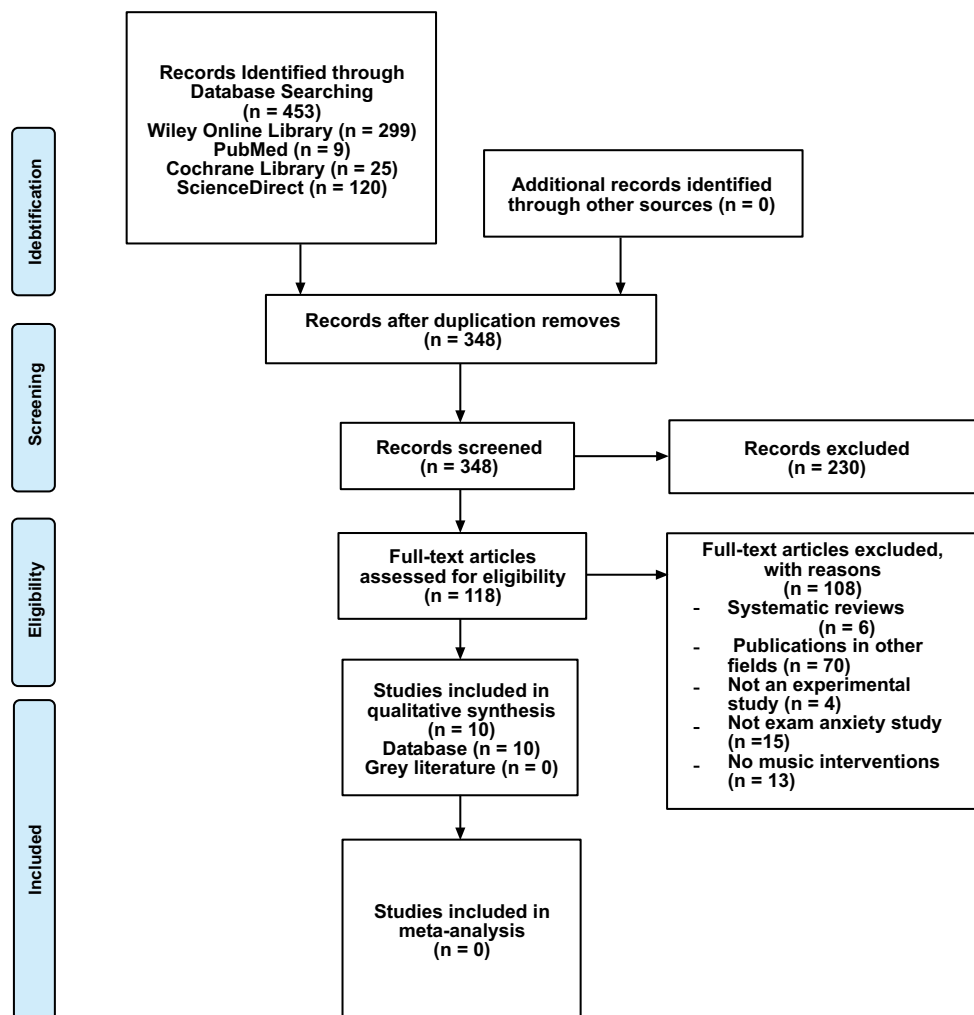 Idebtification
Records Identified through
Database Searching
(n = 453)
Wiley Online Library (n = 299)
PubMed (n = 9)
Cochrane Library (n = 25)
ScienceDirect (n = 120)
Additional records identified
through other sources (n = 0)
Records after duplication removes
(n = 348)
Screening
Records screened
(n = 348)
Records excluded
(n = 230)
Eligibility
Full-text articles
assessed for eligibility
(n = 118)
Full-text articles excluded,
with reasons
(n = 108)
- Systematic reviews
(n = 6)
- Publications in other
fields (n = 70)
- Not an experimental
study (n = 4)
- Not exam anxiety study
(n =15)
- No music interventions
(n = 13)
Included
Studies included in
qualitative synthesis
(n = 10)
Database (n = 10)
Grey literature (n = 0)
Studies included in
meta-analysis
(n = 0)